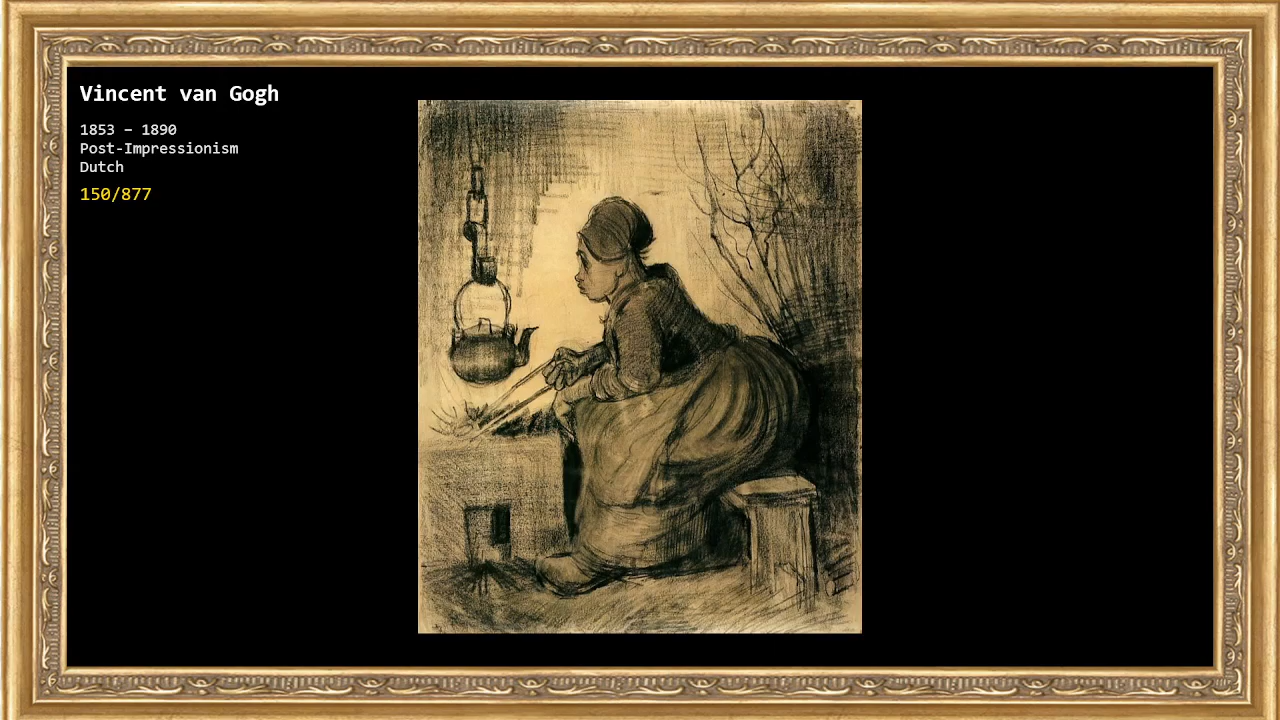 Vincent van Gogh
1853 – 1890
Post-Impressionism
Dutch
150/877